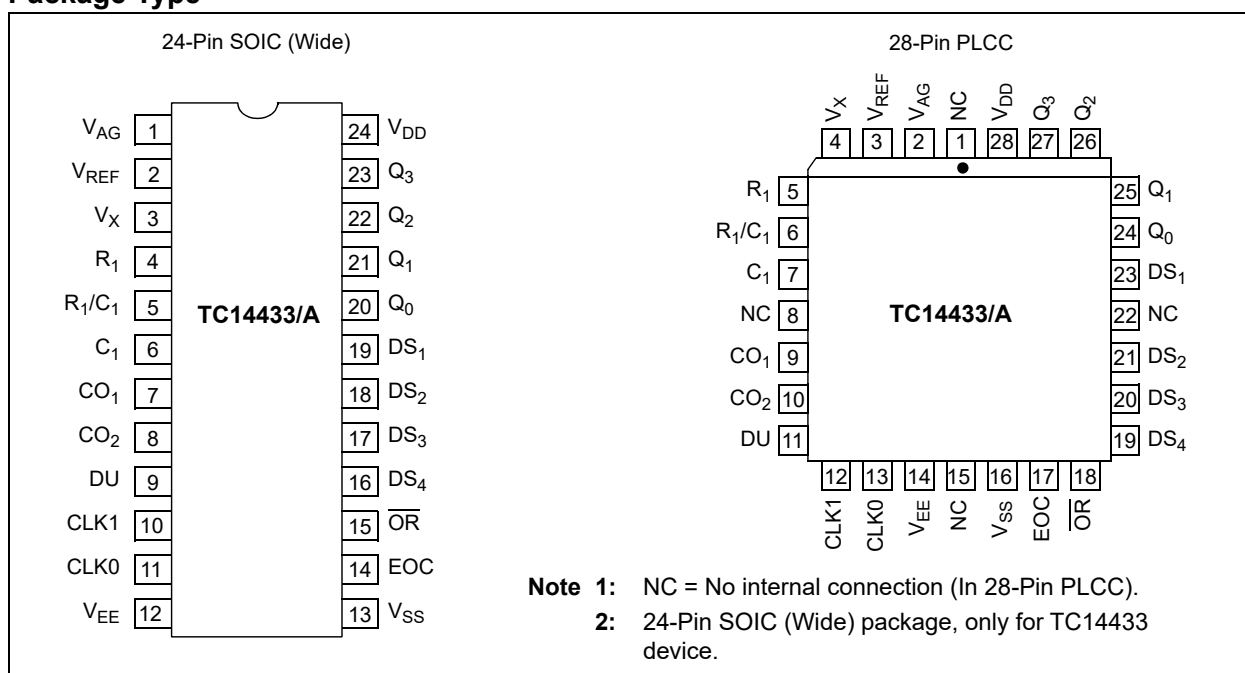 Package Type
24-Pin SOIC (Wide)
VAG 1
VREF 2
VX 3
R1 4
R1/C1 5
C1 6
CO1 7
CO2 8
DU 9
CLK1 10
CLK0 11
VEE 12
TC14433/A
24 VDD
23 Q3
22 Q2
21 Q1
20 Q0
19 DS1
18 DS2
17 DS3
16 DS4
15 O̅R̅
14 EOC
13 VSS
28-Pin PLCC
VX VREF VAG NC VDD Q3 Q2
4 3 2 1 28 27 26
R1 5
R1/C1 6
C1 7
NC 8
CO1 9
CO2 10
DU 11
TC14433/A
25 Q1
24 Q0
23 DS1
22 NC
21 DS2
20 DS3
19 DS4
12 13 14 15 16 17 18
CLK1 CLK0 VEE NC VSS EOC O̅R̅
Note 1: NC = No internal connection (In 28-Pin PLCC).
2: 24-Pin SOIC (Wide) package, only for TC14433
device.